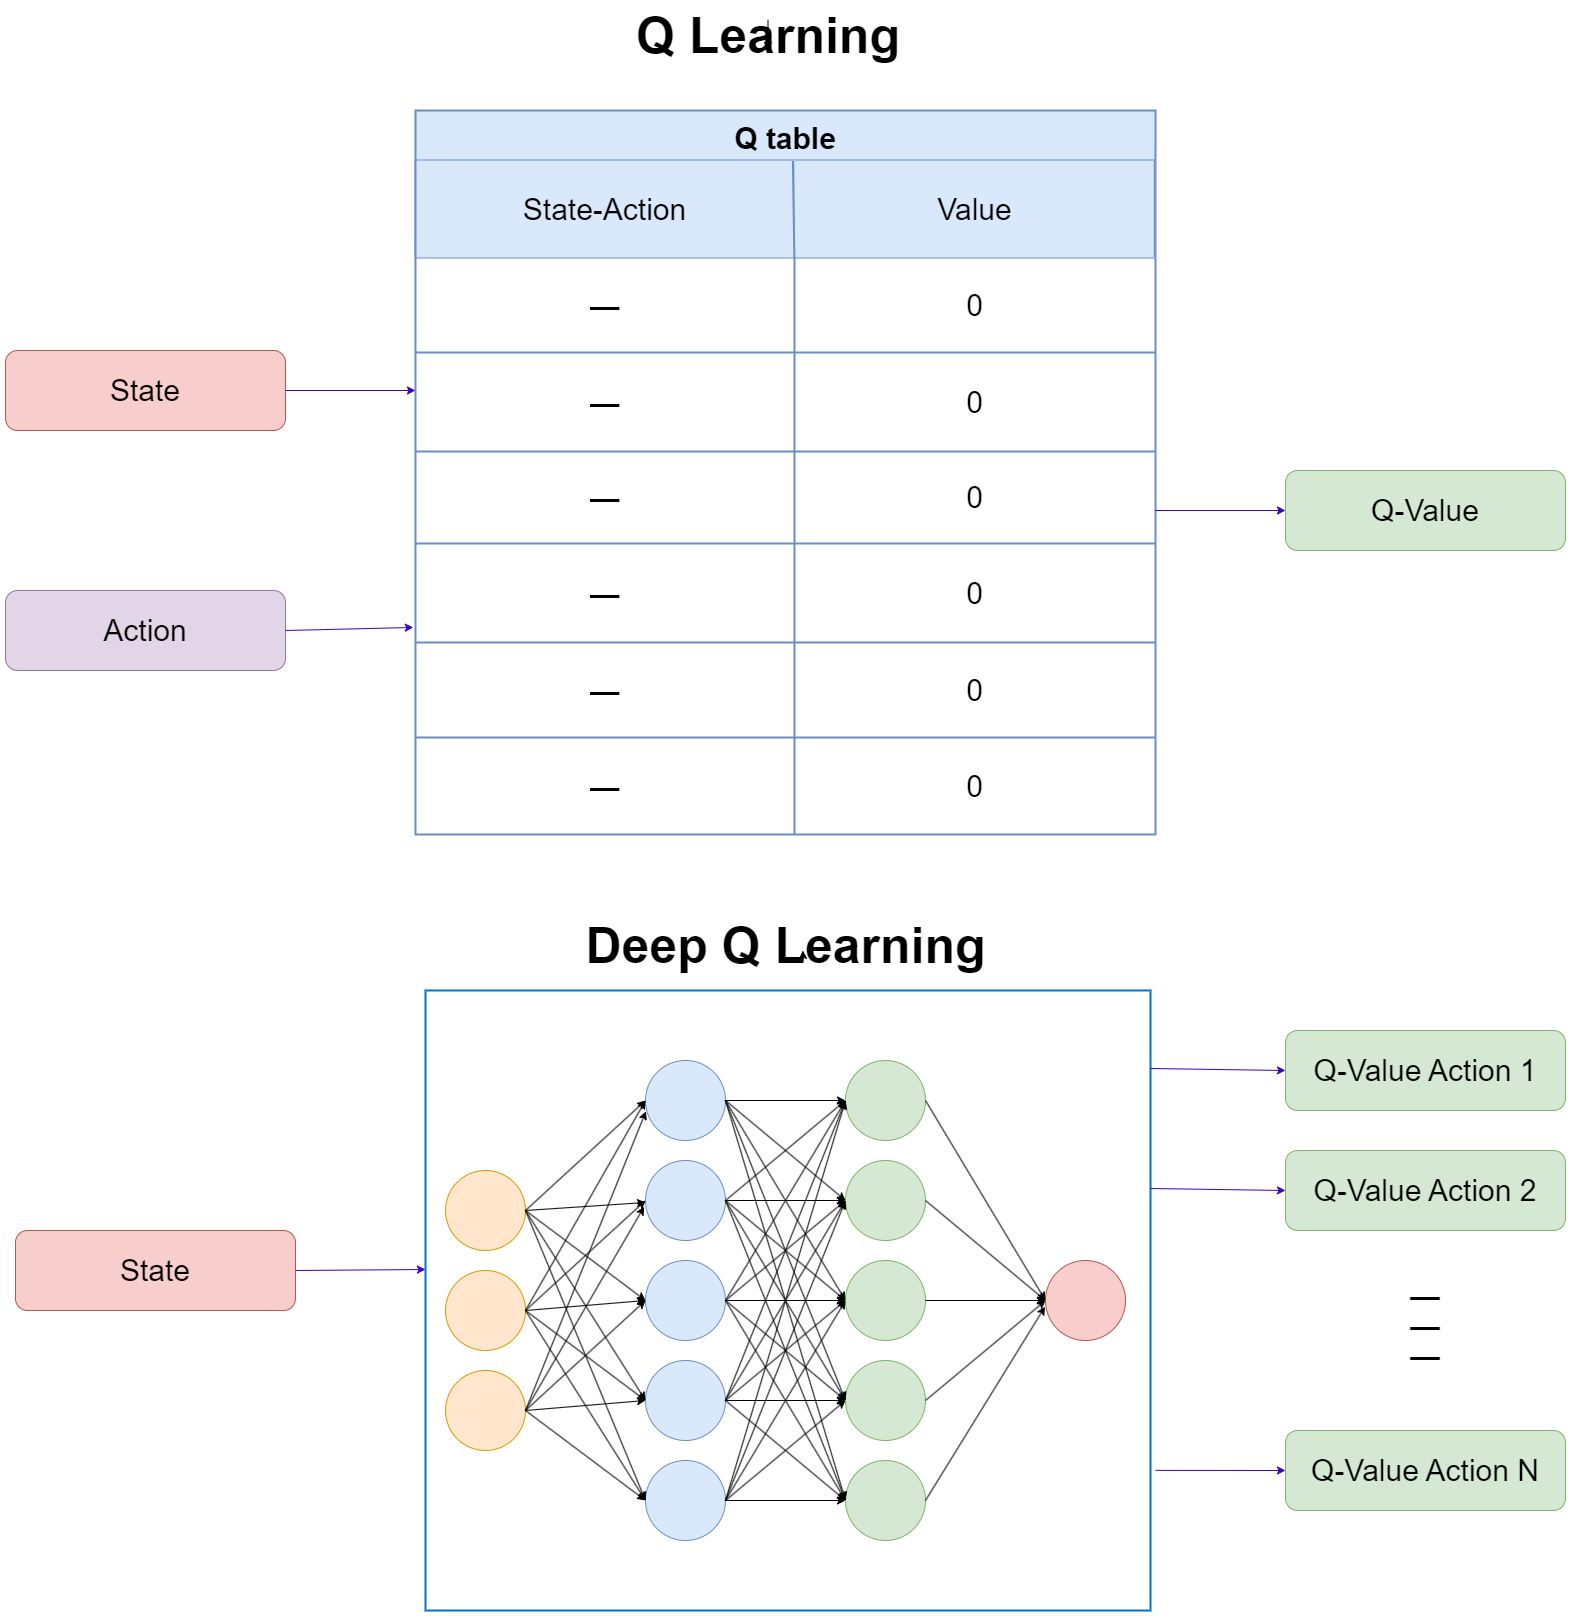 Q Learning
Q table
State-Action
Value
—
0
State
—
0
—
0
Q-Value
—
0
Action
—
0
—
0
Deep Q Learning
Q-Value Action 1
Q-Value Action 2
State
—
—
—
Q-Value Action N